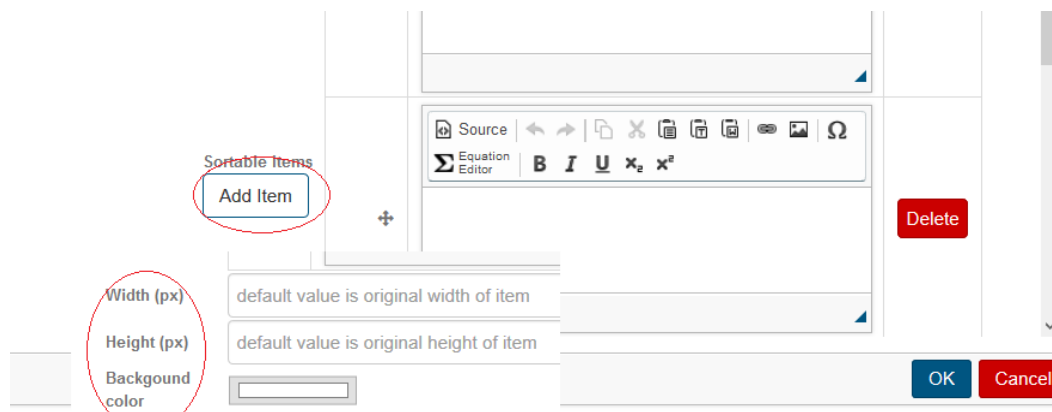 Source Ω
Σ Equation Editor B I U x₂ x²
Sortable Items
Add Item
Delete
Width (px) default value is original width of item
Height (px) default value is original height of item
Backgound
color
OK Cancel